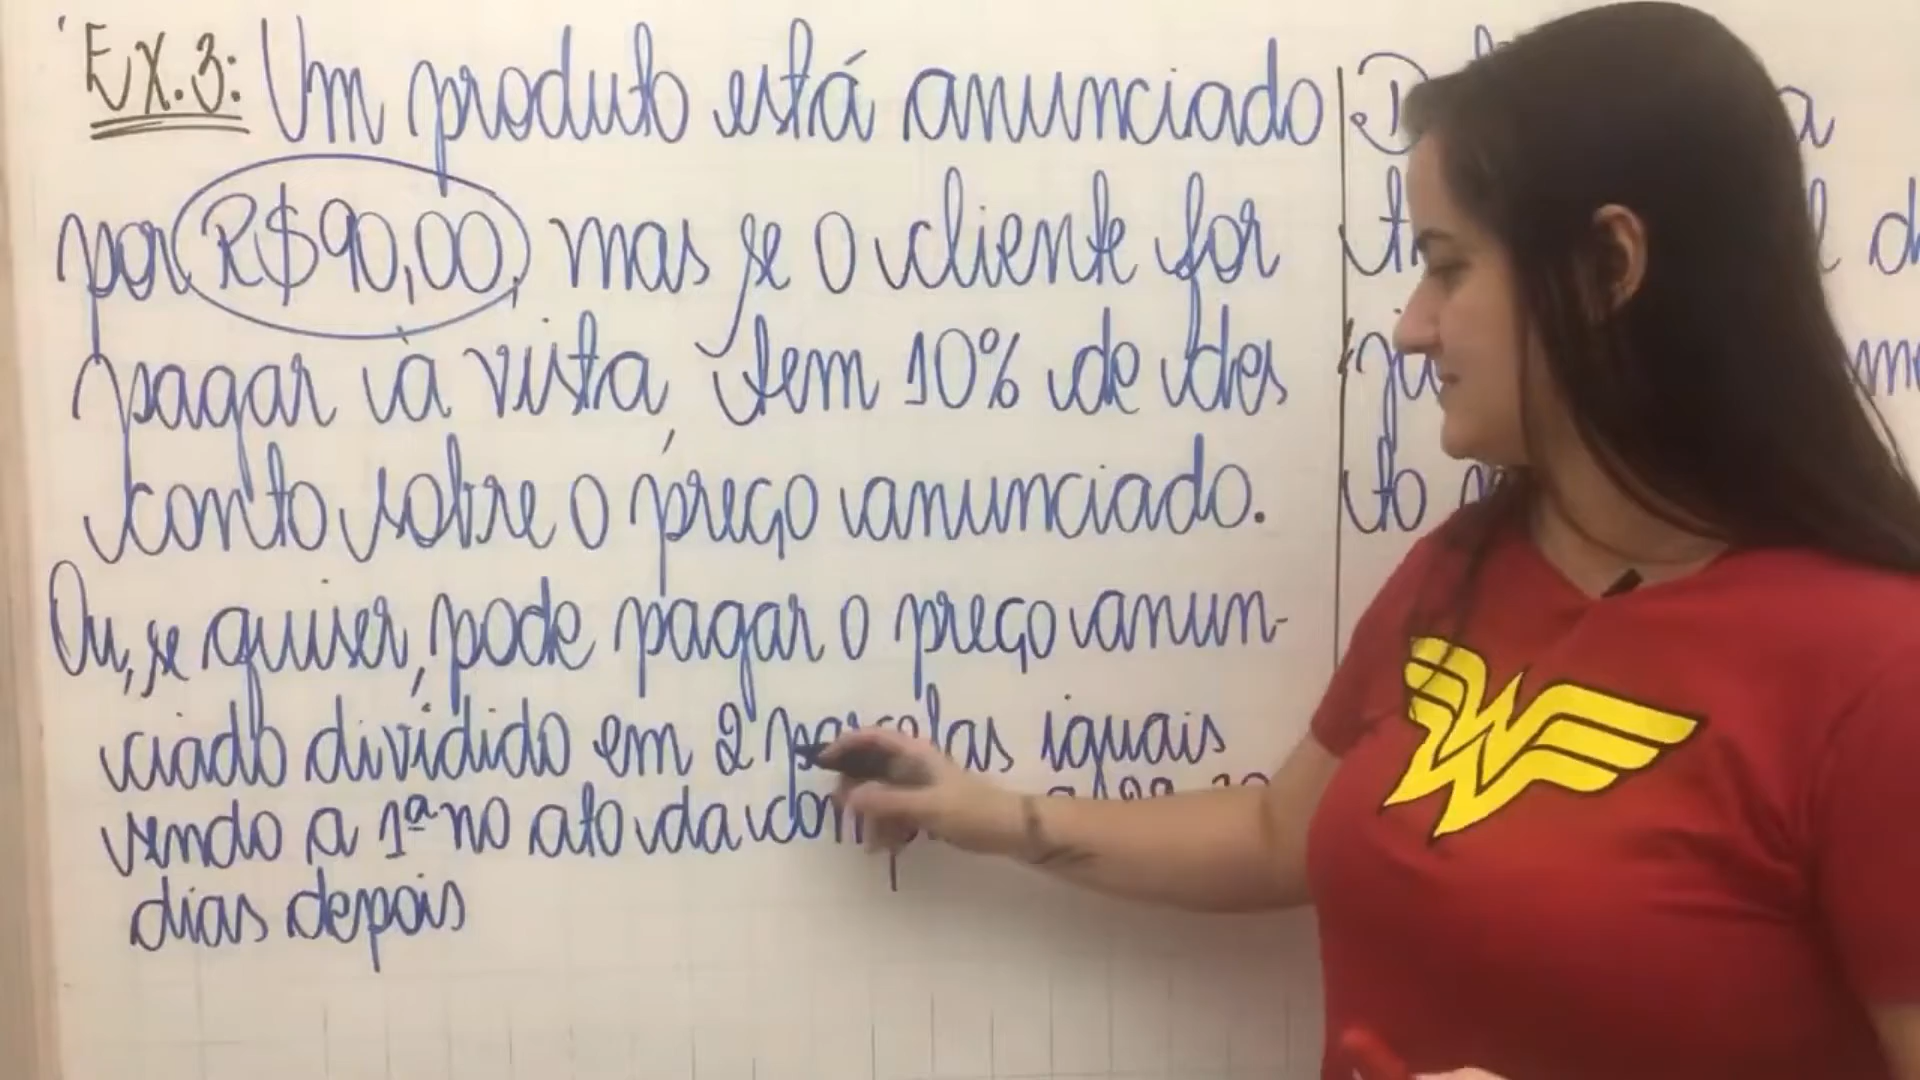 Ex.3: Um produto está anunciado
por R$90,00, mas se o cliente for
pagar à vista, tem 10% de des
conto sobre o preço anunciado.
Ou, se quiser, pode pagar o preço anun-
ciado dividido em 2 parcelas iguais
sendo a 1ª no ato da
dias depois